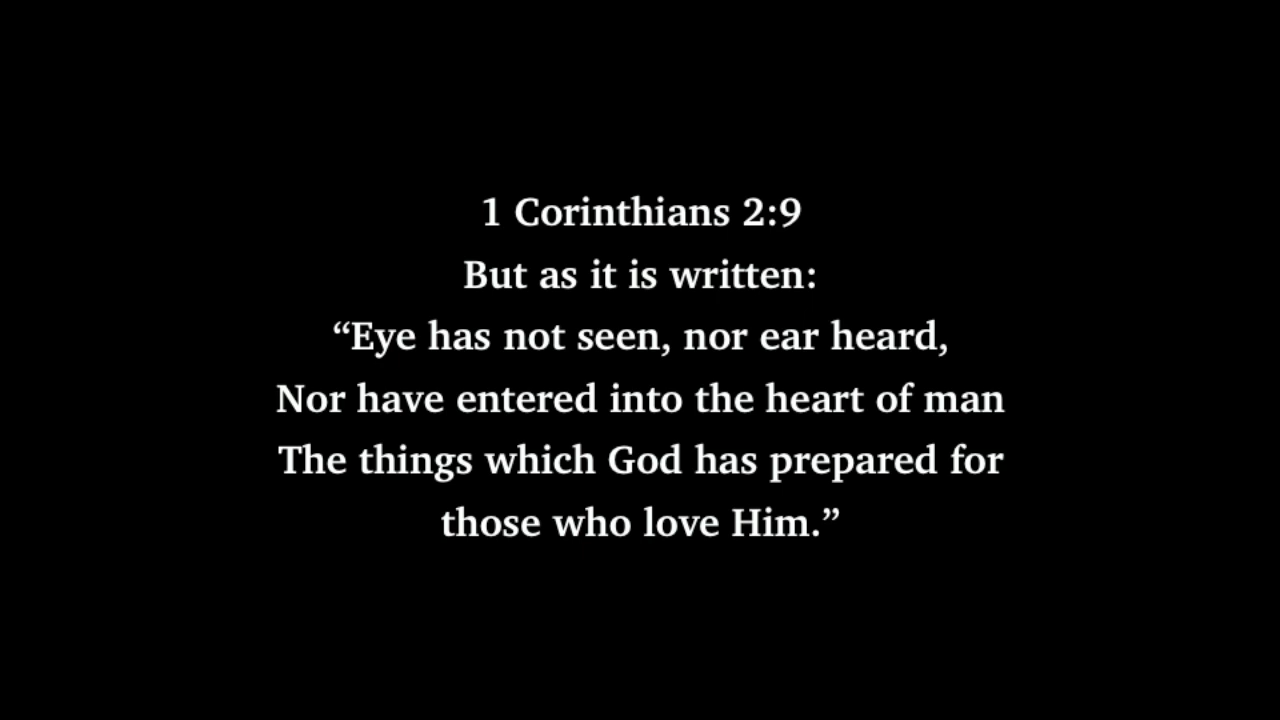 1 Corinthians 2:9
But as it is written:
“Eye has not seen, nor ear heard,
Nor have entered into the heart of man
The things which God has prepared for
those who love Him.”